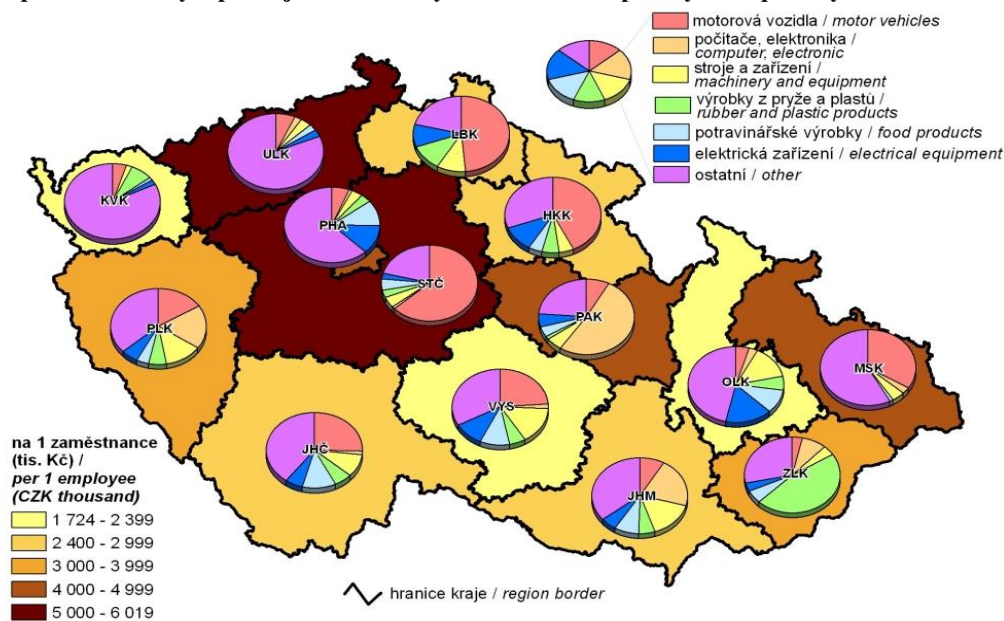 motorová vozidla / motor vehicles
počítače, elektronika /
computer, electronic
stroje a zařízení /
machinery and equipment
výrobky z pryže a plastů /
rubber and plastic products
potravinářské výrobky / food products
elektrická zařízení / electrical equipment
ostatní / other
ULK
LBK
KVK
PHA
HKK
STČ
PLK
PAK
MSK
OLK
VYS
JHČ
ZLK
JHM
na 1 zaměstnance
(tis. Kč) /
per 1 employee
(CZK thousand)
1 724 - 2 399
2 400 - 2 999
3 000 - 3 999
4 000 - 4 999
5 000 - 6 019
hranice kraje / region border